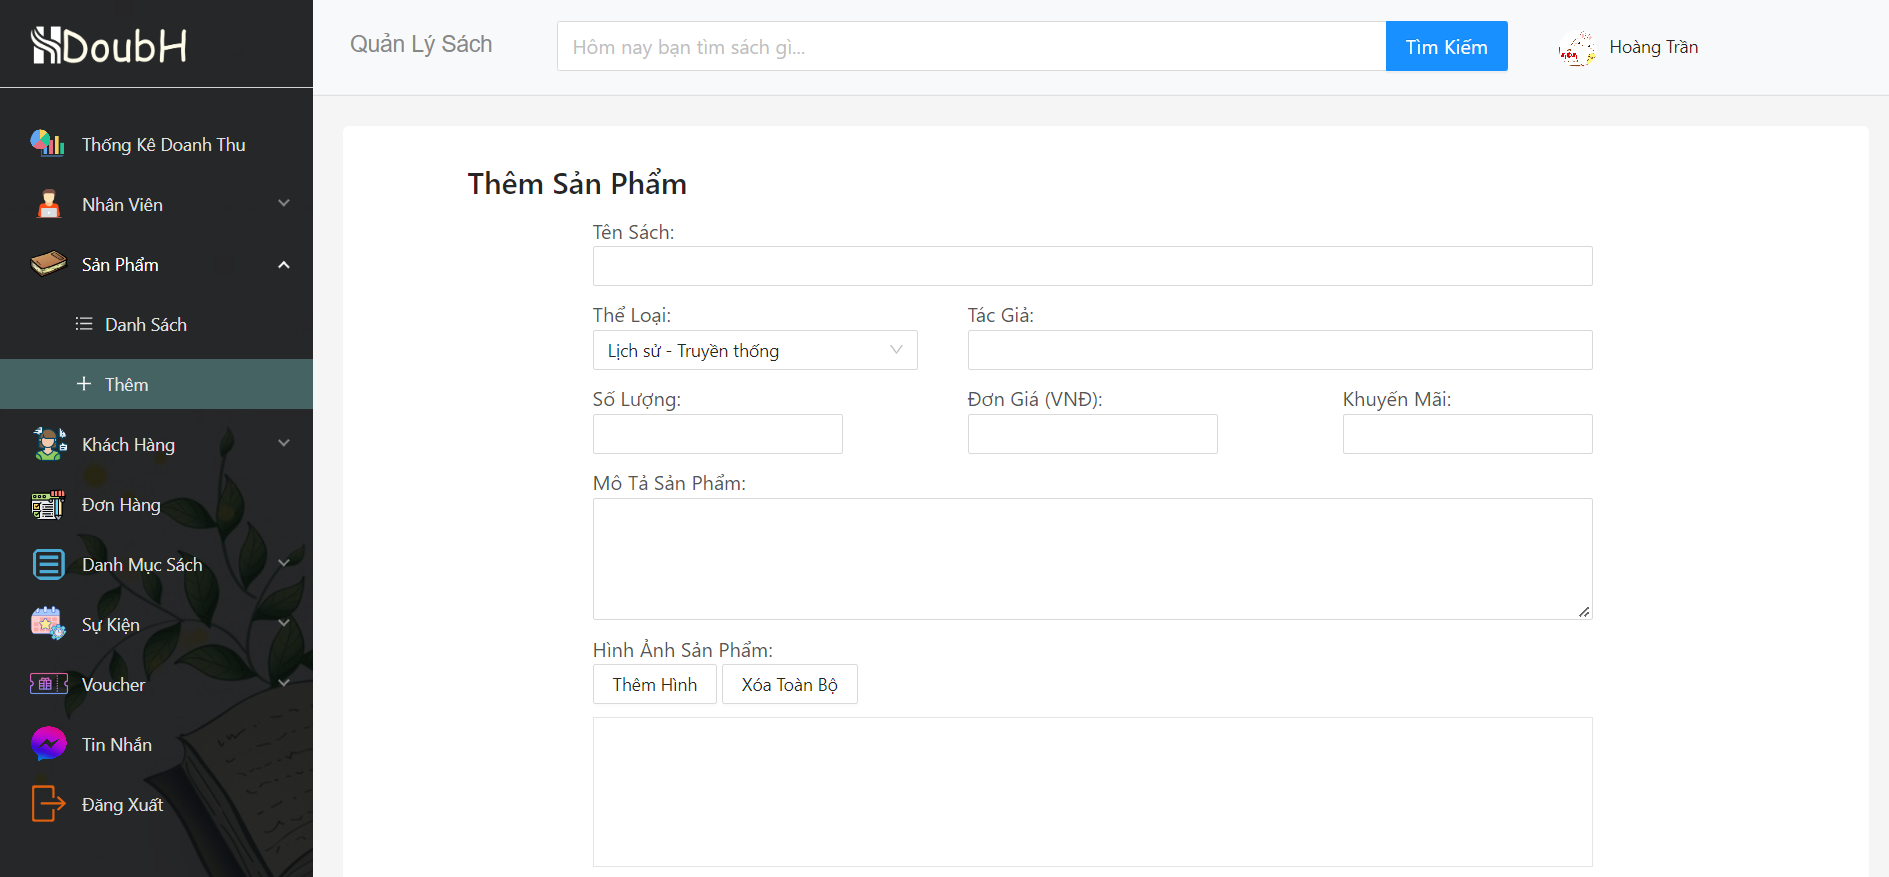 DoubH
Quản Lý Sách
Hôm nay bạn tìm sách gì...
Tìm Kiếm
Hoàng Trần
Thống Kê Doanh Thu
Nhân Viên
Sản Phẩm
Danh Sách
Thêm
Khách Hàng
Đơn Hàng
Danh Mục Sách
Sự Kiện
Voucher
Tin Nhắn
Đăng Xuất
Thêm Sản Phẩm
Tên Sách:
Thể Loại:
Tác Giả:
Lịch sử - Truyền thống
Số Lượng:
Đơn Giá (VNĐ):
Khuyến Mãi:
Mô Tả Sản Phẩm:
Hình Ảnh Sản Phẩm:
Thêm Hình
Xóa Toàn Bộ